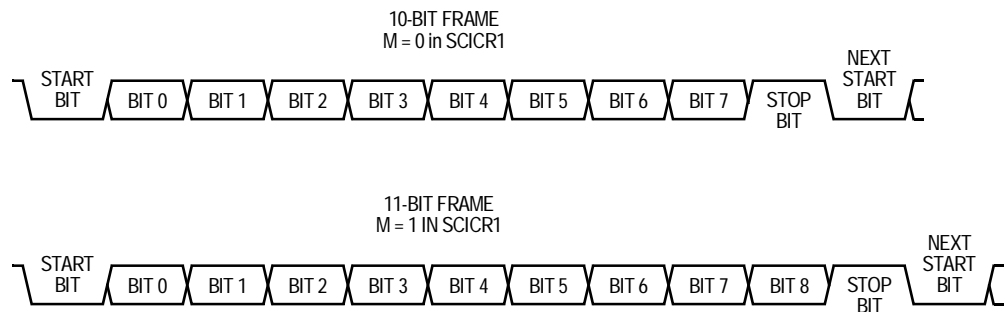 10-BIT FRAME
M = 0 in SCICR1
START
BIT
BIT 0
BIT 1
BIT 2
BIT 3
BIT 4
BIT 5
BIT 6
BIT 7
STOP
BIT
NEXT
START
BIT
11-BIT FRAME
M = 1 IN SCICR1
START
BIT
BIT 0
BIT 1
BIT 2
BIT 3
BIT 4
BIT 5
BIT 6
BIT 7
BIT 8
STOP
BIT
NEXT
START
BIT